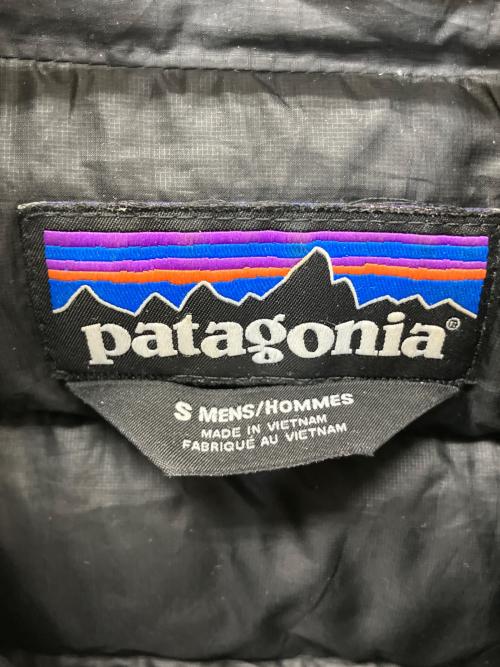 patagonia®
S MENS/HOMMES
MADE IN VIETNAM
FABRIQUÉ AU VIETNAM